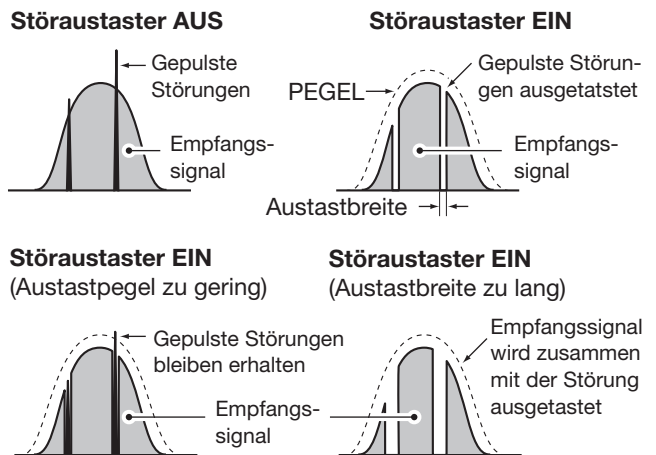 Störaustaster AUS
Gepulste
Störungen
Empfangs-
signal
Störaustaster EIN
PEGEL
Gepulste Störun-
gen ausgetatstet
Empfangs-
signal
Austastbreite
Störaustaster EIN
(Austastpegel zu gering)
Gepulste Störungen
bleiben erhalten
Empfangs-
signal
Störaustaster EIN
(Austastbreite zu lang)
Empfangssignal
wird zusammen
mit der Störung
ausgetastet